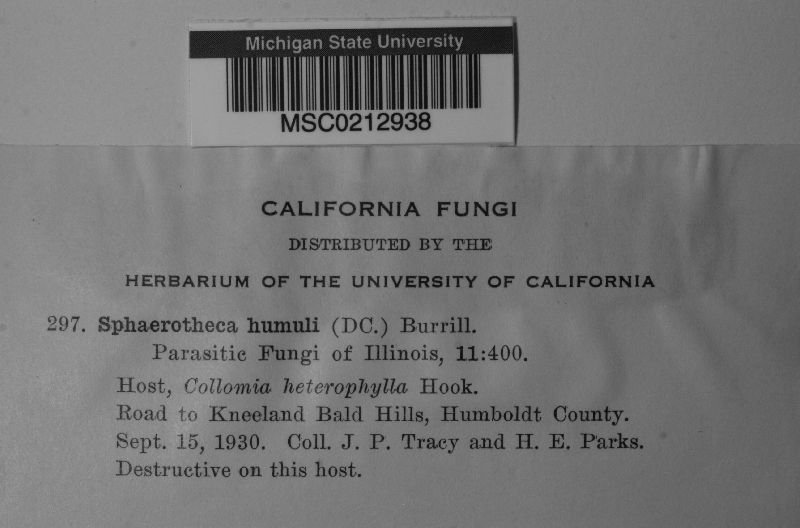 Michigan State University
MSC0212938
CALIFORNIA FUNGI
DISTRIBUTED BY THE
HERBARIUM OF THE UNIVERSITY OF CALIFORNIA
297. Sphaerotheca humuli (DC.) Burrill.
Parasitic Fungi of Illinois, 11:400.
Host, Collomia heterophylla Hook.
Road to Kneeland Bald Hills, Humboldt County.
Sept. 15, 1930. Coll. J. P. Tracy and H. E. Parks.
Destructive on this host.